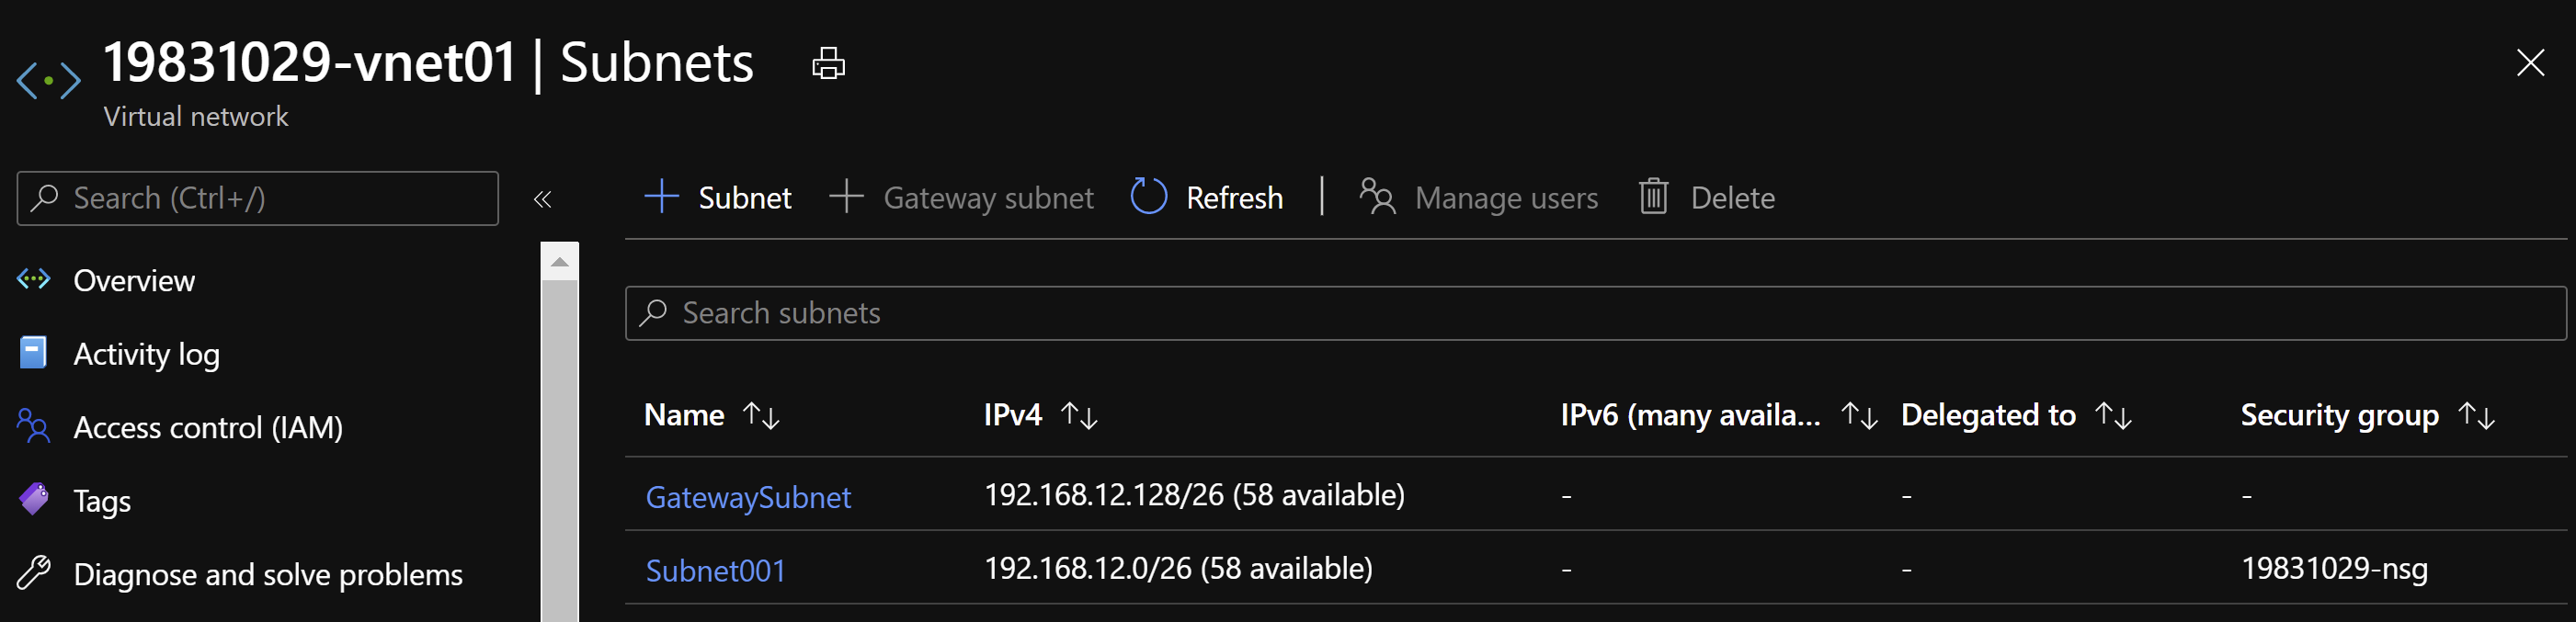 19831029-vnet01 | Subnets
Virtual network
Search (Ctrl+/)
Overview
Activity log
Access control (IAM)
Tags
Diagnose and solve problems
Subnet Gateway subnet Refresh | Manage users Delete
Search subnets
Name IPv4 IPv6 (many availa... Delegated to Security group
GatewaySubnet 192.168.12.128/26 (58 available) - - -
Subnet001 192.168.12.0/26 (58 available) - - 19831029-nsg